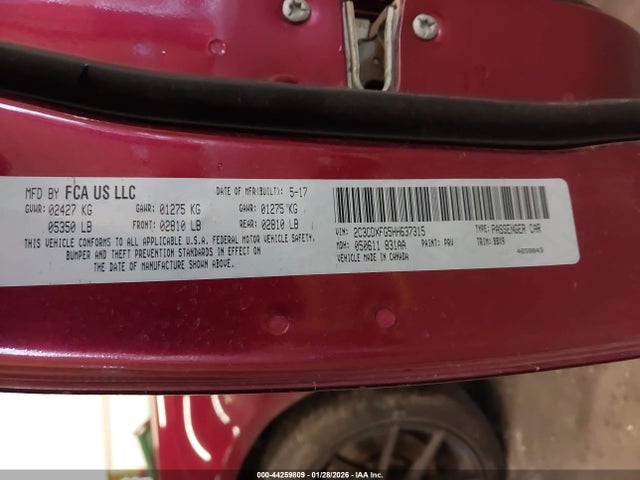 MFD BY FCA US LLC DATE OF MFR(BUILT): 5-17
GVWR: 02427 KG GAWR: 01275 KG GAWR: 01275 KG
05350 LB FRONT: 02810 LB REAR: 02810 LB
THIS VEHICLE CONFORMS TO ALL APPLICABLE U.S.A. FEDERAL MOTOR VEHICLE SAFETY,
BUMPER AND THEFT PREVENTION STANDARDS IN EFFECT ON
THE DATE OF MANUFACTURE SHOWN ABOVE.
VIN: 2C3CDXFG5HH637315 TYPE: PASSENGER CAR
MDH: 050611 831AA PAINT: PRV TRIM: BBX9
VEHICLE MADE IN CANADA 4650843
000-44259809 | 01/28/2026 - IAA Inc.